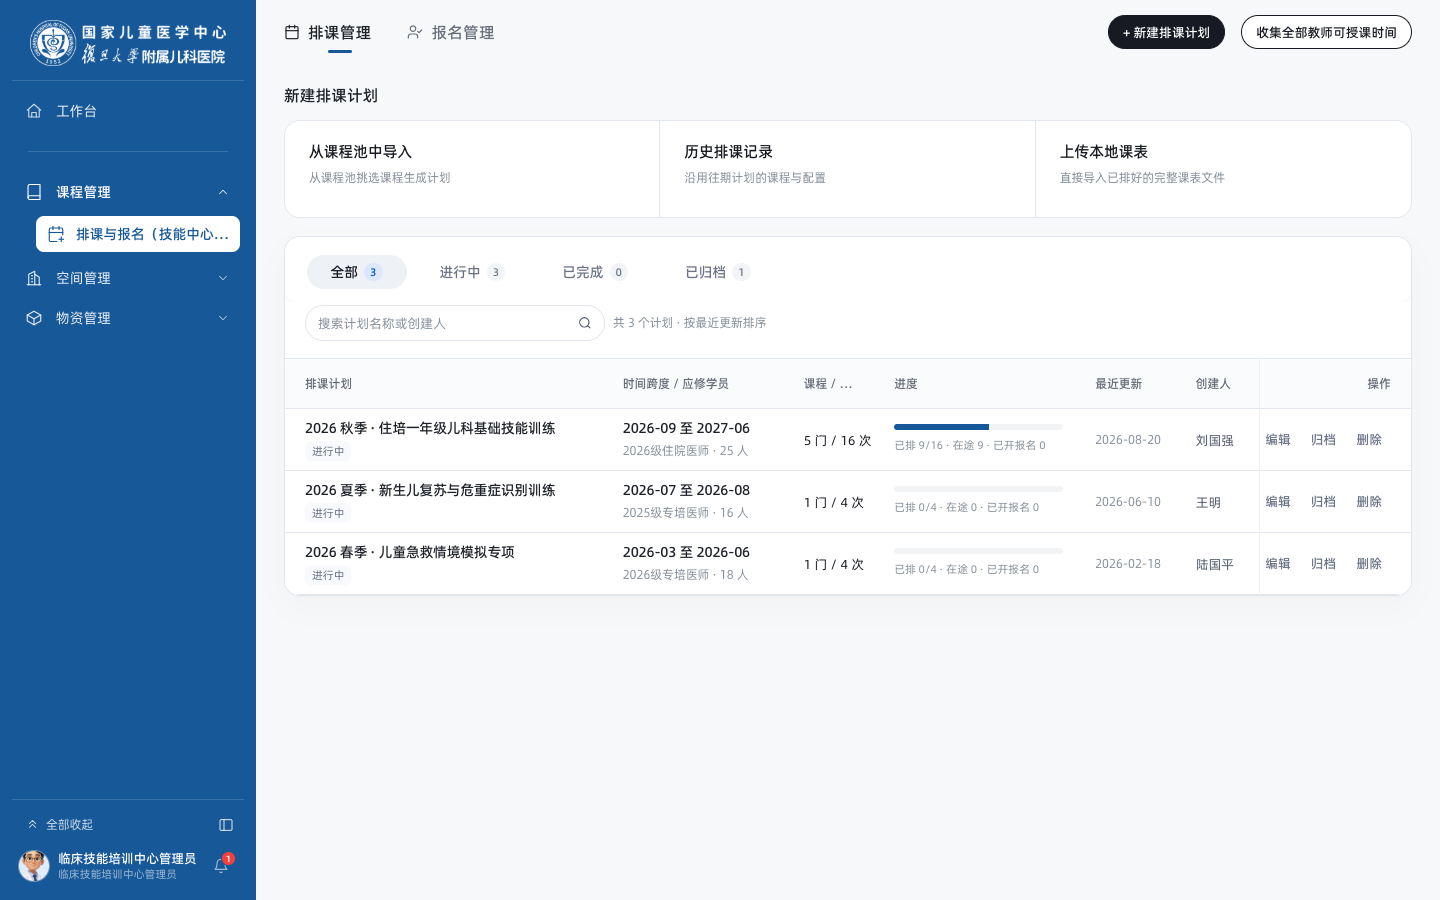 国家儿童医学中心
復旦大学附属儿科医院
工作台
课程管理
排课与报名（技能中心...
空间管理
物资管理
全部收起
临床技能培训中心管理员
临床技能培训中心管理员
1
排课管理
报名管理
+ 新建排课计划
收集全部教师可授课时间
新建排课计划
从课程池中导入
从课程池挑选课程生成计划
历史排课记录
沿用往期计划的课程与配置
上传本地课表
直接导入已排好的完整课表文件
全部 3
进行中 3
已完成 0
已归档 1
搜索计划名称或创建人
共 3 个计划 · 按最近更新排序
排课计划 时间跨度 / 应修学员 课程 / ... 进度 最近更新 创建人 操作
2026 秋季 · 住培一年级儿科基础技能训练
进行中
2026-09 至 2027-06
2026级住院医师 · 25 人
5 门 / 16 次
已排 9/16 · 在途 9 · 已开报名 0
2026-08-20
刘国强
编辑 归档 删除
2026 夏季 · 新生儿复苏与危重症识别训练
进行中
2026-07 至 2026-08
2025级专培医师 · 16 人
1 门 / 4 次
已排 0/4 · 在途 0 · 已开报名 0
2026-06-10
王明
编辑 归档 删除
2026 春季 · 儿童急救情境模拟专项
进行中
2026-03 至 2026-06
2026级专培医师 · 18 人
1 门 / 4 次
已排 0/4 · 在途 0 · 已开报名 0
2026-02-18
陆国平
编辑 归档 删除